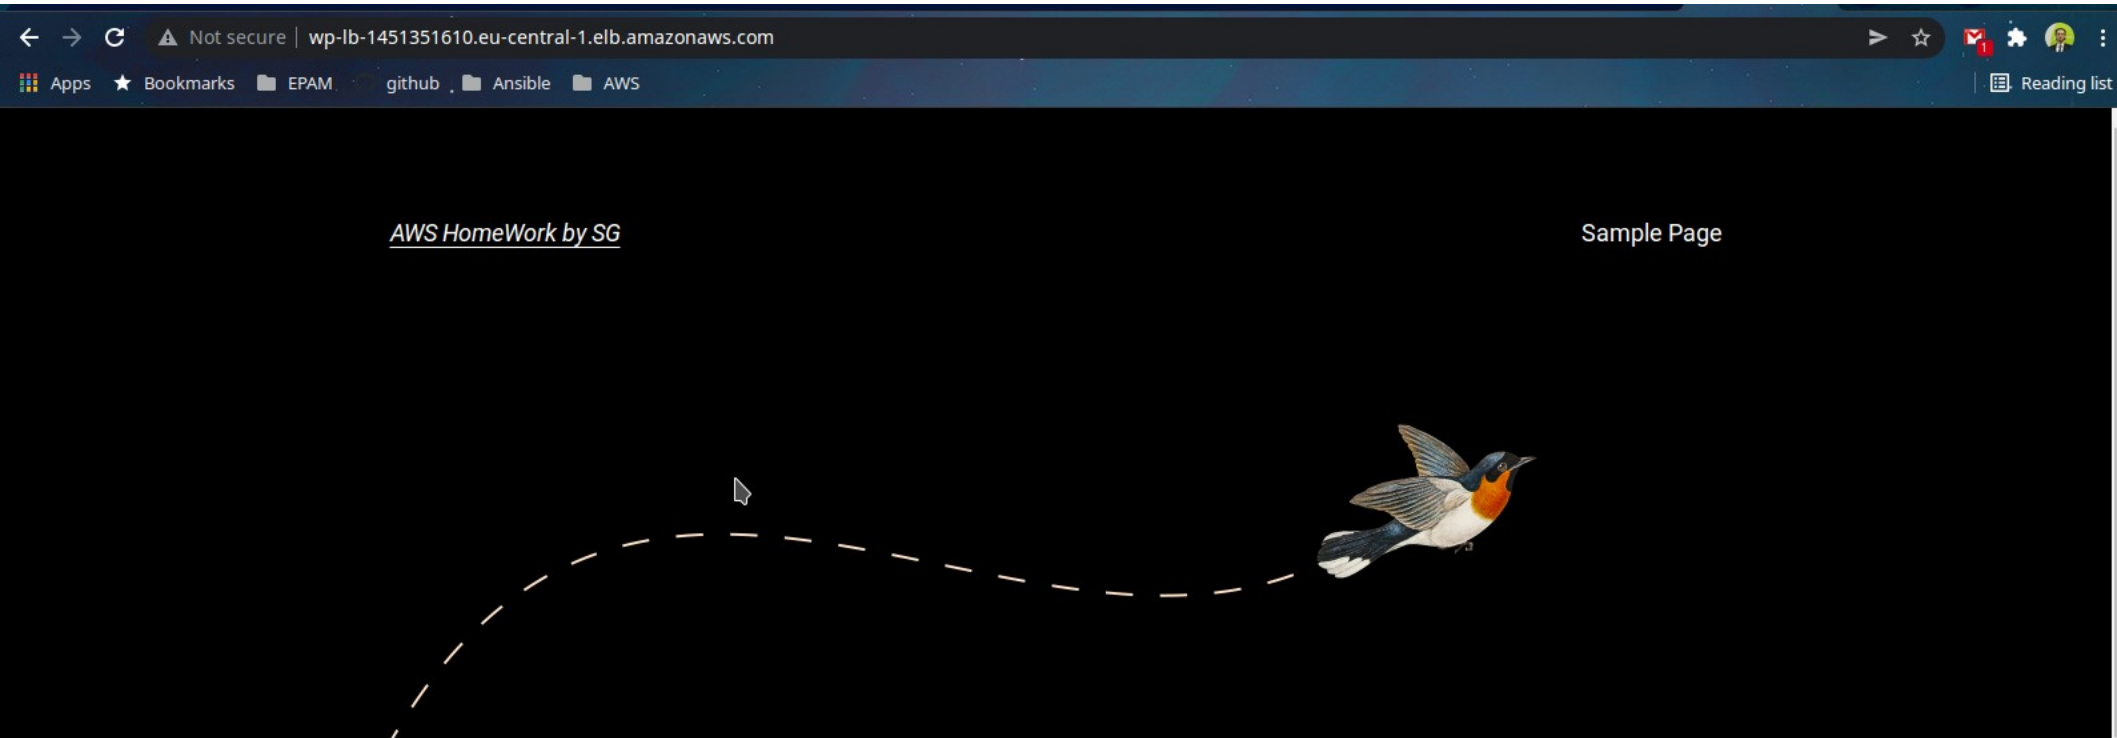 Not secure wp-lb-1451351610.eu-central-1.elb.amazonaws.com 1
Apps Bookmarks EPAM github Ansible AWS Reading list
AWS HomeWork by SG Sample Page